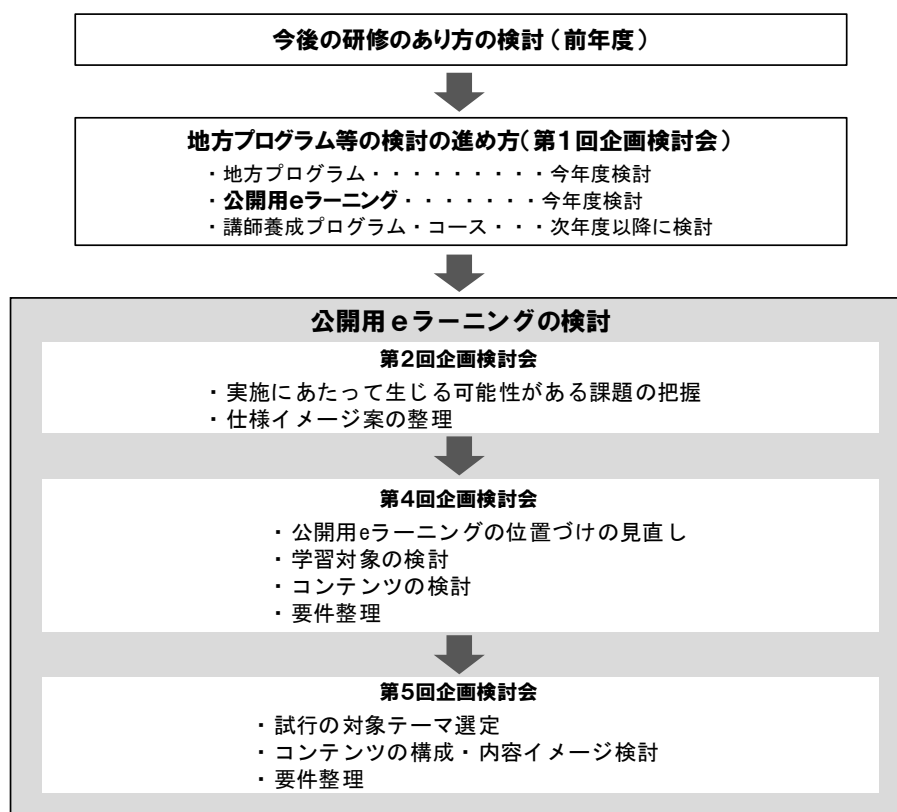 今後の研修のあり方の検討(前年度)
地方プログラム等の検討の進め方(第1回企画検討会)
・地方プログラム・・・・・・・・・今年度検討
・公開用eラーニング・・・・・・・今年度検討
・講師養成プログラム・コース・・・次年度以降に検討
公開用eラーニングの検討
第2回企画検討会
・実施にあたって生じる可能性がある課題の把握
・仕様イメージ案の整理
第4回企画検討会
・公開用eラーニングの位置づけの見直し
・学習対象の検討
・コンテンツの検討
・要件整理
第5回企画検討会
・試行の対象テーマ選定
・コンテンツの構成・内容イメージ検討
・要件整理